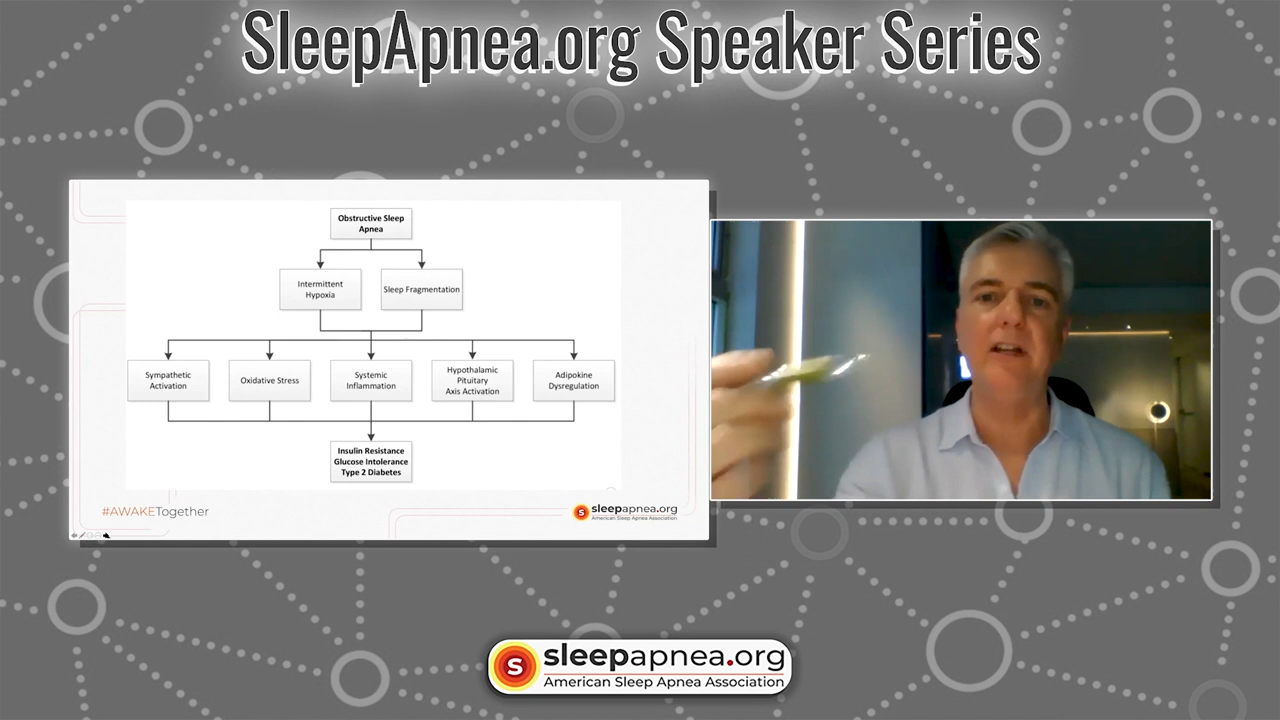 SleepApnea.org Speaker Series
Obstructive Sleep
Apnea
Intermittent
Hypoxia
Sleep Fragmentation
Sympathetic
Activation
Oxidative Stress
Systemic
Inflammation
Hypothalamic
Pituitary
Axis Activation
Adipokine
Dysregulation
Insulin Resistance
Glucose Intolerance
Type 2 Diabetes
#AWAKETogether
S
sleepapnea.org
American Sleep Apnea Association
S
sleepapnea.org
American Sleep Apnea Association